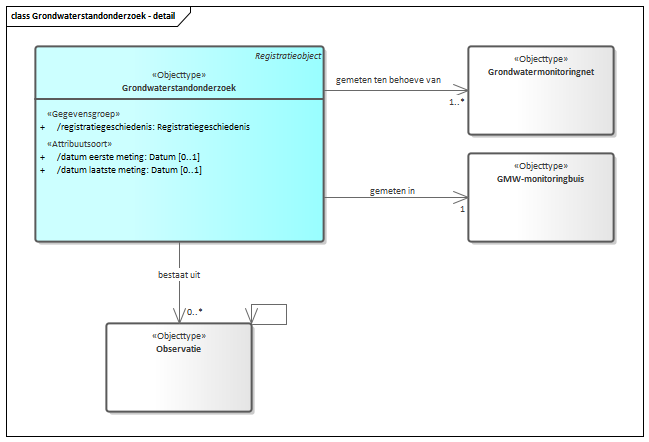 class Grondwaterstandonderzoek - detail
Registratieobject
«Objecttype»
Grondwaterstandonderzoek
«Gegevensgroep»
+ /registratiegeschiedenis: Registratiegeschiedenis
«Attribuutsoort»
+ /datum eerste meting: Datum [0..1]
+ /datum laatste meting: Datum [0..1]
gemeten ten behoeve van
1..*
«Objecttype»
Grondwatermonitoringnet
gemeten in
1
«Objecttype»
GMW-monitoringbuis
bestaat uit
0..*
«Objecttype»
Observatie